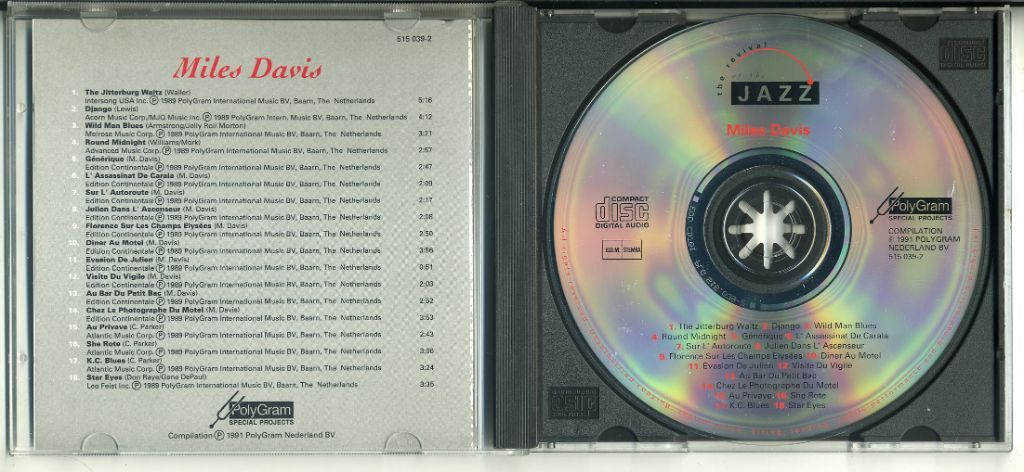 515 039-2
Miles Davis
1. The Jitterburg Waltz (Waller)
Intersong USA Inc. Ⓟ 1989 PolyGram International Music BV, Baarn, The Netherlands 5:16
2. Django (Lewis)
Acorn Music Corp./MJQ Music Inc. Ⓟ 1989 PolyGram Intern. Music BV, Baarn, The Netherlands 4:12
3. Wild Man Blues (Armstrong/Jelly Roll Morton)
Melrose Music Corp. Ⓟ 1989 PolyGram International Music BV, Baarn, The Netherlands 3:21
4. Round Midnight (Williams/Monk)
Advanced Music Corp. Ⓟ 1989 PolyGram International Music BV, Baarn, The Netherlands 2:57
5. Générique (M. Davis)
Edition Continentale Ⓟ 1989 PolyGram International Music BV, Baarn, The Netherlands 2:47
6. L' Assassinat De Carala (M. Davis)
Edition Continentale Ⓟ 1989 PolyGram International Music BV, Baarn, The Netherlands 2:09
7. Sur L' Autoroute (M. Davis)
Edition Continentale Ⓟ 1989 PolyGram International Music BV, Baarn, The Netherlands 2:17
8. Julien Dans L' Ascenseur (M. Davis)
Edition Continentale Ⓟ 1989 PolyGram International Music BV, Baarn, The Netherlands 2:08
9. Florence Sur Les Champs Elysées (M. Davis)
Edition Continentale Ⓟ 1989 PolyGram International Music BV, Baarn, The Netherlands 2:50
10. Diner Au Motel (M. Davis)
Edition Continentale Ⓟ 1989 PolyGram International Music BV, Baarn, The Netherlands 3:56
11. Evasion De Julien (M. Davis)
Edition Continentale Ⓟ 1989 PolyGram International Music BV, Baarn, The Netherlands 0:51
12. Visite Du Vigile (M. Davis)
Edition Continentale Ⓟ 1989 PolyGram International Music BV, Baarn, The Netherlands 2:03
13. Au Bar Du Petit Bac (M. Davis)
Edition Continentale Ⓟ 1989 PolyGram International Music BV, Baarn, The Netherlands 2:52
14. Chez Le Photographe Du Motel (M. Davis)
Edition Continentale Ⓟ 1989 PolyGram International Music BV, Baarn, The Netherlands 3:53
15. Au Privave (C. Parker)
Atlantic Music Corp. Ⓟ 1989 PolyGram International Music BV, Baarn, The Netherlands 2:43
16. She Rote (C. Parker)
Atlantic Music Corp. Ⓟ 1989 PolyGram International Music BV, Baarn, The Netherlands 3:06
17. K.C. Blues (C. Parker)
Atlantic Music Corp. Ⓟ 1989 PolyGram International Music BV, Baarn, The Netherlands 3:24
18. Star Eyes (Don Raye/Gene DePaul)
Leo Feist Inc. Ⓟ 1989 PolyGram International Music BV, Baarn, The Netherlands 3:35
PolyGram
SPECIAL PROJECTS
Compilation Ⓟ 1991 PolyGram Nederland BV
the revival
of the
JAZZ
Miles Davis
COMPACT
disc
DIGITAL AUDIO
STEMRA
PolyGram
SPECIAL PROJECTS
COMPILATION
Ⓟ 1991 POLYGRAM
NEDERLAND BV
515 039-2
1. The Jitterburg Waltz 2. Django 3. Wild Man Blues
4. Round Midnight 5. Générique 6. L' Assassinat De Carala
7. Sur L' Autoroute 8. Julien Dans L' Ascenseur
9. Florence Sur Les Champs Elysées 10. Diner Au Motel
11. Evasion De Julien 12. Visite Du Vigile
13. Au Bar Du Petit Bac
14. Chez Le Photographe Du Motel
15. Au Privave 16. She Rote
17. K.C. Blues 18. Star Eyes
COMPACT
disc
DIGITAL AUDIO